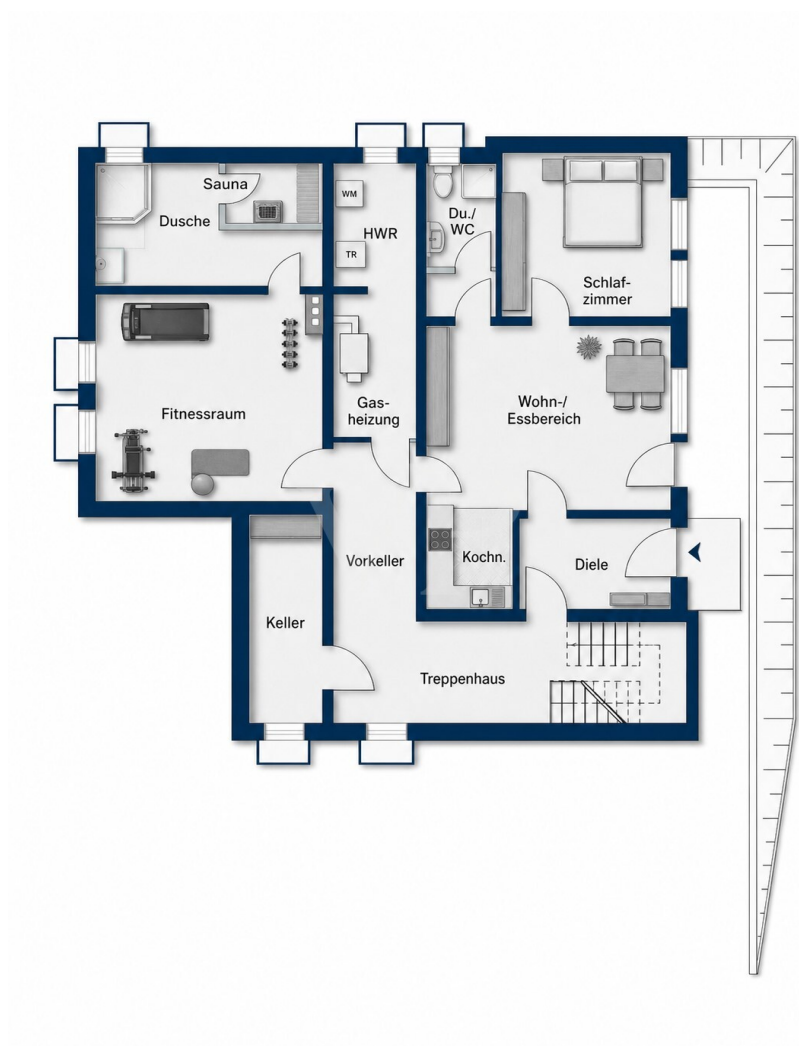 Sauna
Dusche
WM
HWR
TR
Du./
WC
Schlaf-
zimmer
Fitnessraum
Gas-
heizung
Wohn-/
Essbereich
Vorkeller
Kochn.
Diele
Keller
Treppenhaus